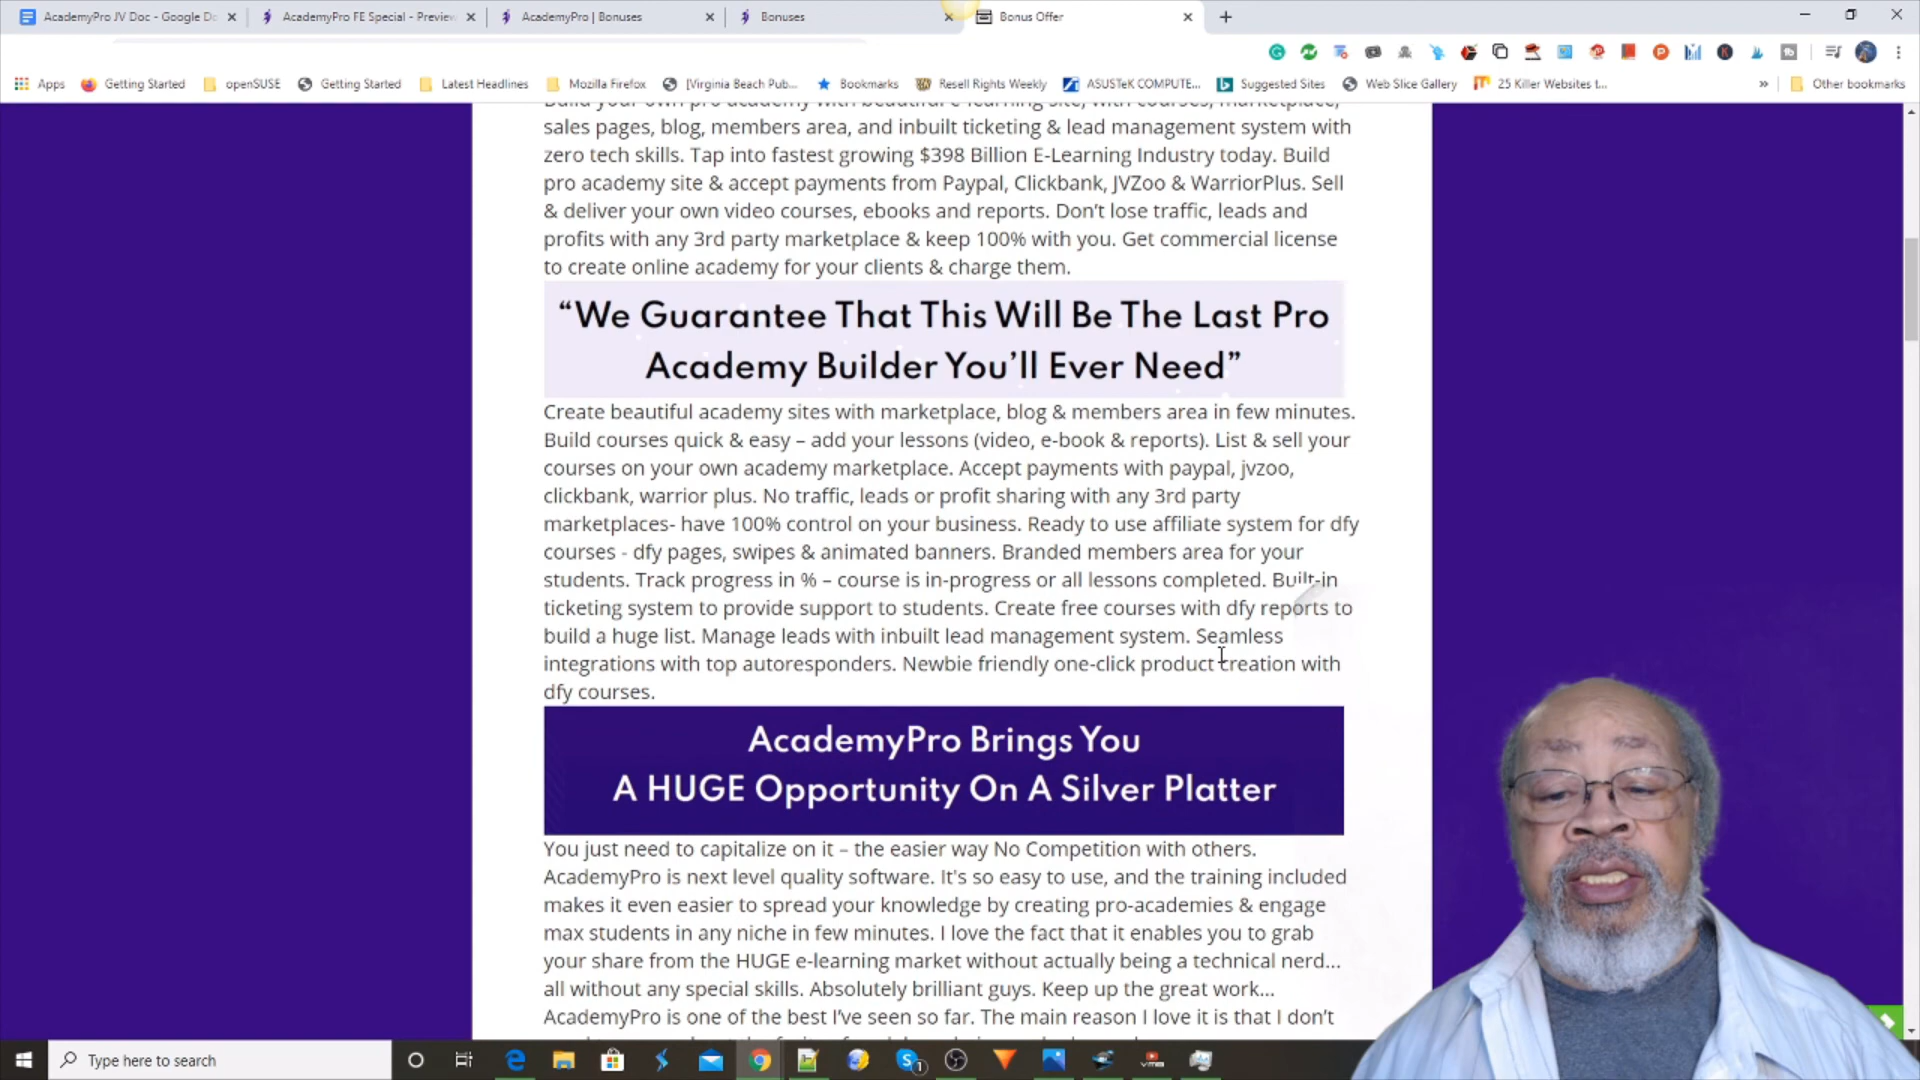 AcademyPro JV Doc - Google Do
AcademyPro FE Special - Preview
AcademyPro | Bonuses
Bonuses
Bonus Offer
Apps
Getting Started
openSUSE
Getting Started
Latest Headlines
Mozilla Firefox
[Virginia Beach Pub...
Bookmarks
Resell Rights Weekly
ASUSTeK COMPUTE...
Suggested Sites
Web Slice Gallery
25 Killer Websites t...
»
Other bookmarks
Build your own pro academy with beautiful e-learning site, with courses, marketplace,
sales pages, blog, members area, and inbuilt ticketing & lead management system with
zero tech skills. Tap into fastest growing $398 Billion E-Learning Industry today. Build
pro academy site & accept payments from Paypal, Clickbank, JVZoo & WarriorPlus. Sell
& deliver your own video courses, ebooks and reports. Don't lose traffic, leads and
profits with any 3rd party marketplace & keep 100% with you. Get commercial license
to create online academy for your clients & charge them.
“We Guarantee That This Will Be The Last Pro
Academy Builder You’ll Ever Need”
Create beautiful academy sites with marketplace, blog & members area in few minutes.
Build courses quick & easy – add your lessons (video, e-book & reports). List & sell your
courses on your own academy marketplace. Accept payments with paypal, jvzoo,
clickbank, warrior plus. No traffic, leads or profit sharing with any 3rd party
marketplaces- have 100% control on your business. Ready to use affiliate system for dfy
courses - dfy pages, swipes & animated banners. Branded members area for your
students. Track progress in % – course is in-progress or all lessons completed. Built-in
ticketing system to provide support to students. Create free courses with dfy reports to
build a huge list. Manage leads with inbuilt lead management system. Seamless
integrations with top autoresponders. Newbie friendly one-click product creation with
dfy courses.
AcademyPro Brings You
A HUGE Opportunity On A Silver Platter
You just need to capitalize on it – the easier way No Competition with others.
AcademyPro is next level quality software. It's so easy to use, and the training included
makes it even easier to spread your knowledge by creating pro-academies & engage
max students in any niche in few minutes. I love the fact that it enables you to grab
your share from the HUGE e-learning market without actually being a technical nerd...
all without any special skills. Absolutely brilliant guys. Keep up the great work...
AcademyPro is one of the best I’ve seen so far. The main reason I love it is that I don’t
Type here to search